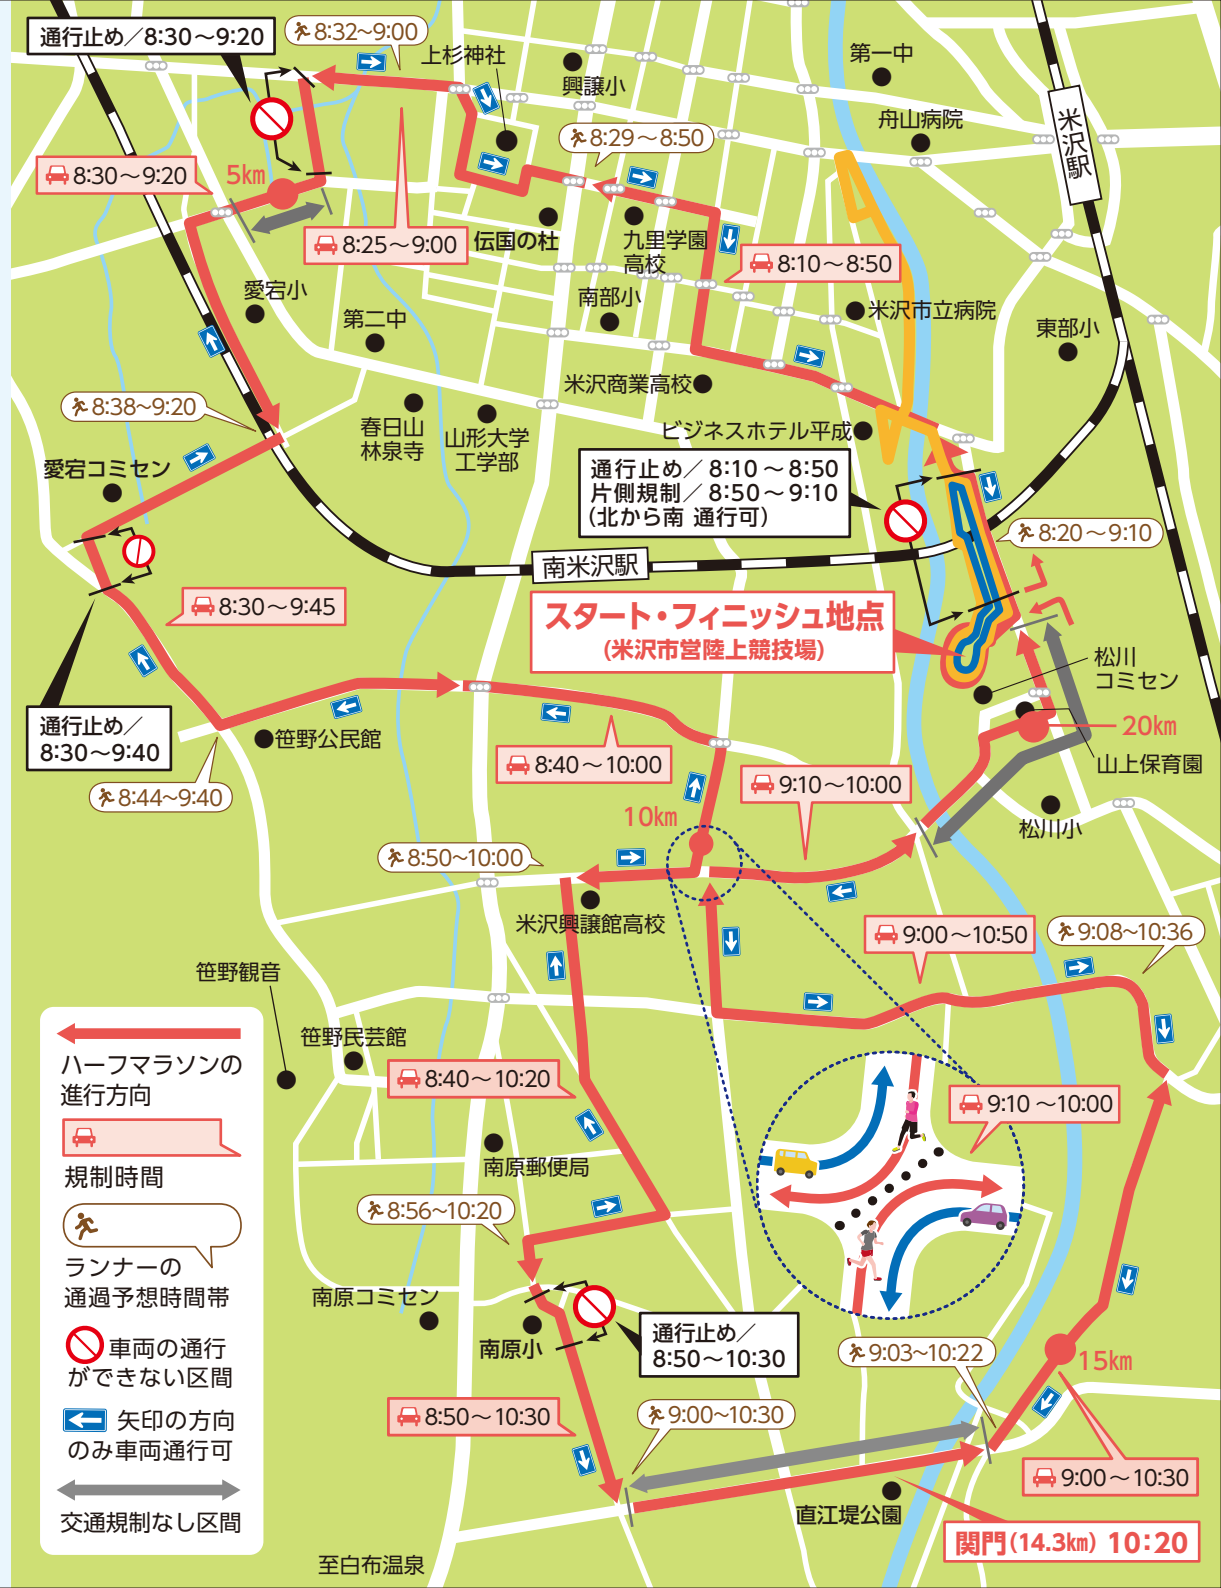 通行止め／8:30～9:20
8:32～9:00
上杉神社
興譲小
第一中
舟山病院
米沢駅
8:29～8:50
8:30～9:20
5km
8:25～9:00
伝国の杜
九里学園
高校
8:10～8:50
愛宕小
第二中
南部小
米沢市立病院
東部小
米沢商業高校
8:38～9:20
春日山
林泉寺
山形大学
工学部
ビジネスホテル平成
愛宕コミセン
通行止め／8:10～8:50
片側規制／8:50～9:10
（北から南 通行可）
8:20～9:10
南米沢駅
8:30～9:45
スタート・フィニッシュ地点
(米沢市営陸上競技場)
松川
コミセン
通行止め／
8:30～9:40
笹野公民館
20km
8:40～10:00
9:10～10:00
山上保育園
8:44～9:40
10km
松川小
8:50～10:00
米沢興譲館高校
9:00～10:50
9:08～10:36
笹野観音
笹野民芸館
8:40～10:20
9:10～10:00
南原郵便局
8:56～10:20
南原コミセン
南原小
通行止め／
8:50～10:30
9:03～10:22
15km
8:50～10:30
9:00～10:30
9:00～10:30
直江堤公園
関門(14.3km) 10:20
至白布温泉
ハーフマラソンの
進行方向
規制時間
ランナーの
通過予想時間帯
車両の通行
ができない区間
矢印の方向
のみ車両通行可
交通規制なし区間